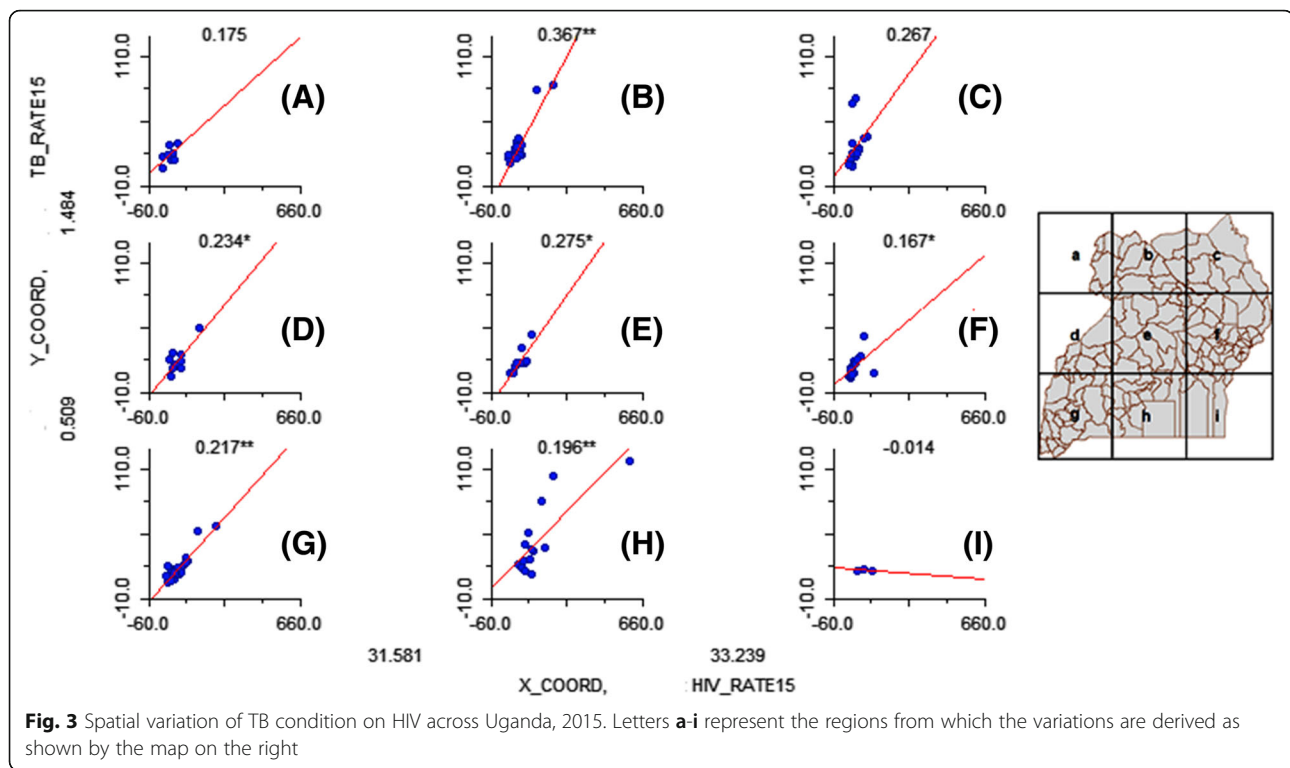 0.175 0.367** 0.267
TB_RATE15
110.0 (A) 110.0 (B) 110.0 (C)
-10.0 -10.0 -10.0
-60.0 660.0 -60.0 660.0 -60.0 660.0
1.484
0.234* 0.275* 0.167*
Y_COORD,
110.0 (D) 110.0 (E) 110.0 (F)
-10.0 -10.0 -10.0
-60.0 660.0 -60.0 660.0 -60.0 660.0
0.509
0.217** 0.196** -0.014
110.0 (G) 110.0 (H) 110.0 (I)
-10.0 -10.0 -10.0
-60.0 660.0 -60.0 660.0 -60.0 660.0
31.581 33.239
X_COORD, : HIV_RATE15
a b c
d e f
g h i
Fig. 3 Spatial variation of TB condition on HIV across Uganda, 2015. Letters a-i represent the regions from which the variations are derived as
shown by the map on the right